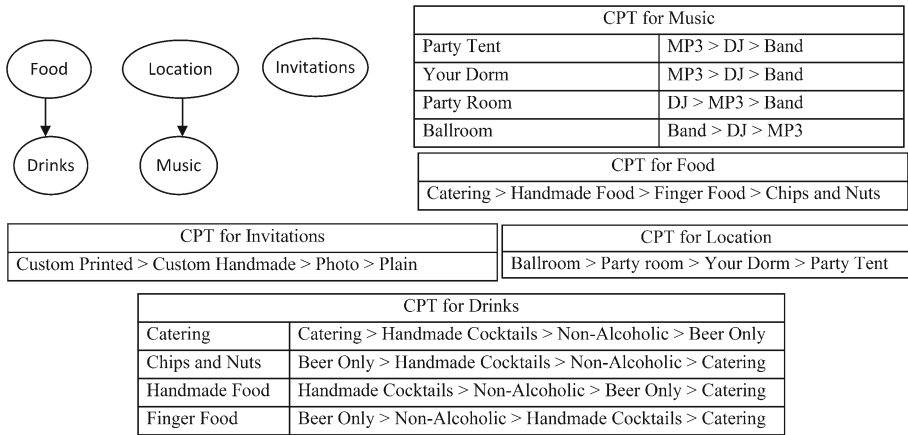 Food
Location
Invitations
Drinks
Music
CPT for Music
Party Tent MP3 > DJ > Band
Your Dorm MP3 > DJ > Band
Party Room DJ > MP3 > Band
Ballroom Band > DJ > MP3
CPT for Food
Catering > Handmade Food > Finger Food > Chips and Nuts
CPT for Invitations
Custom Printed > Custom Handmade > Photo > Plain
CPT for Location
Ballroom > Party room > Your Dorm > Party Tent
CPT for Drinks
Catering Catering > Handmade Cocktails > Non-Alcoholic > Beer Only
Chips and Nuts Beer Only > Handmade Cocktails > Non-Alcoholic > Catering
Handmade Food Handmade Cocktails > Non-Alcoholic > Beer Only > Catering
Finger Food Beer Only > Non-Alcoholic > Handmade Cocktails > Catering